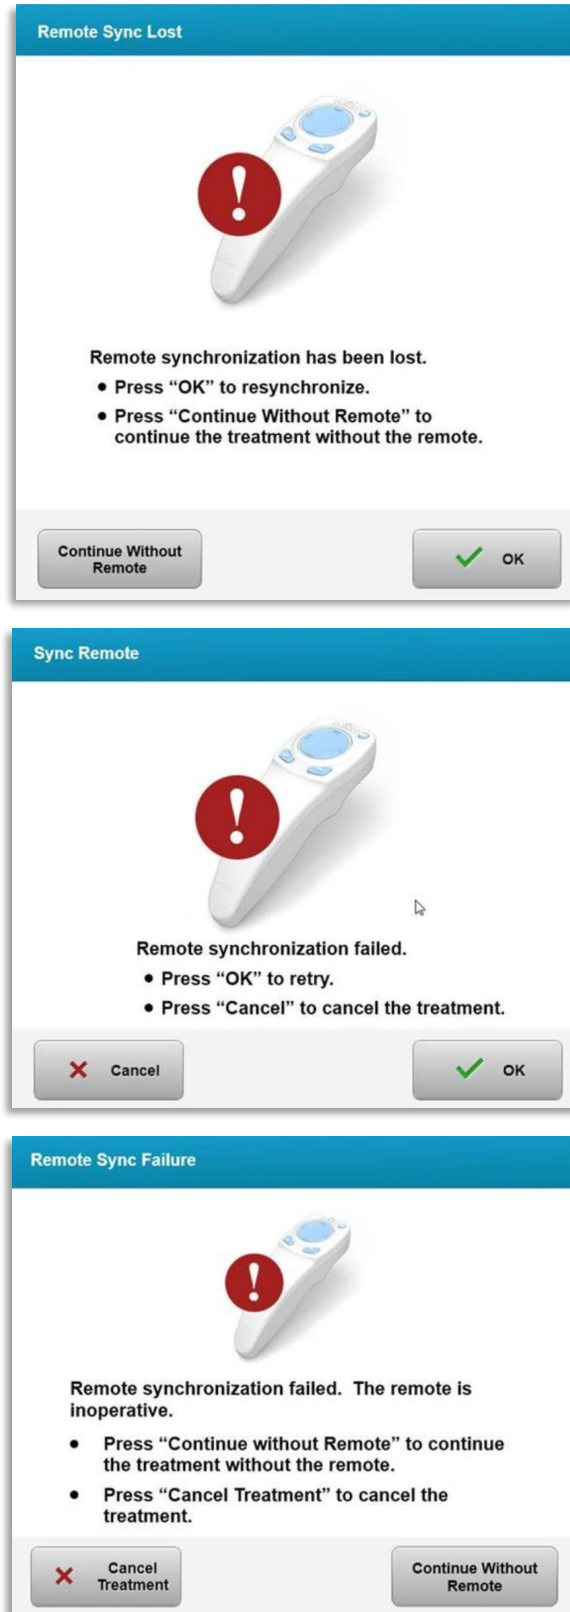 Remote Sync Lost
Remote synchronization has been lost.
• Press “OK” to resynchronize.
• Press “Continue Without Remote” to
continue the treatment without the remote.
Continue Without
Remote
OK
Sync Remote
Remote synchronization failed.
• Press “OK” to retry.
• Press “Cancel” to cancel the treatment.
Cancel
OK
Remote Sync Failure
Remote synchronization failed.  The remote is
inoperative.
• Press “Continue without Remote” to continue
the treatment without the remote.
• Press “Cancel Treatment” to cancel the
treatment.
Cancel
Treatment
Continue Without
Remote